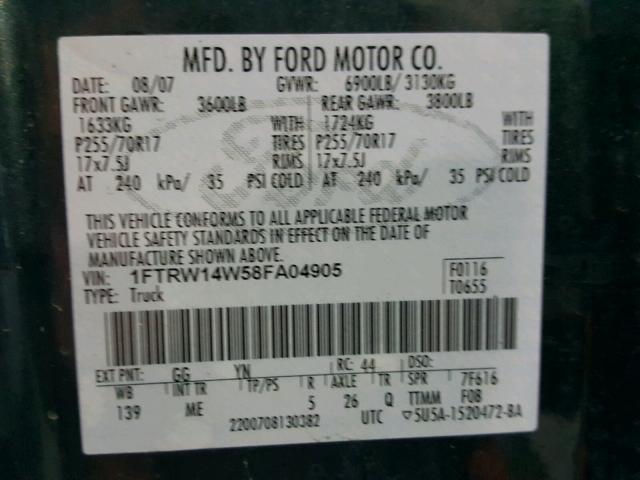 MFD. BY FORD MOTOR CO.
DATE: 08/07 GVWR: 6900LB/ 3130KG
FRONT GAWR: 3600LB REAR GAWR: 3800LB
1633KG WITH 1724KG WITH
P255/70R17 TIRES P255/70R17 TIRES
17x7.5J RIMS 17x7.5J RIMS
AT 240 kPa/ 35 PSI COLD AT 240 kPa/ 35 PSI COLD
THIS VEHICLE CONFORMS TO ALL APPLICABLE FEDERAL MOTOR
VEHICLE SAFETY STANDARDS IN EFFECT ON THE DATE OF
MANUFACTURE SHOWN ABOVE.
VIN: 1FTRW14W58FA04905 F0116
TYPE: Truck T0655
EXT PNT: GG YN RC: 44 DSO:
WB INT TR TP/PS R AXLE TR SPR 7F616
139 ME 5 26 Q TTMM F08
2200708130382 UTC ▽5U5A-1520472-BA